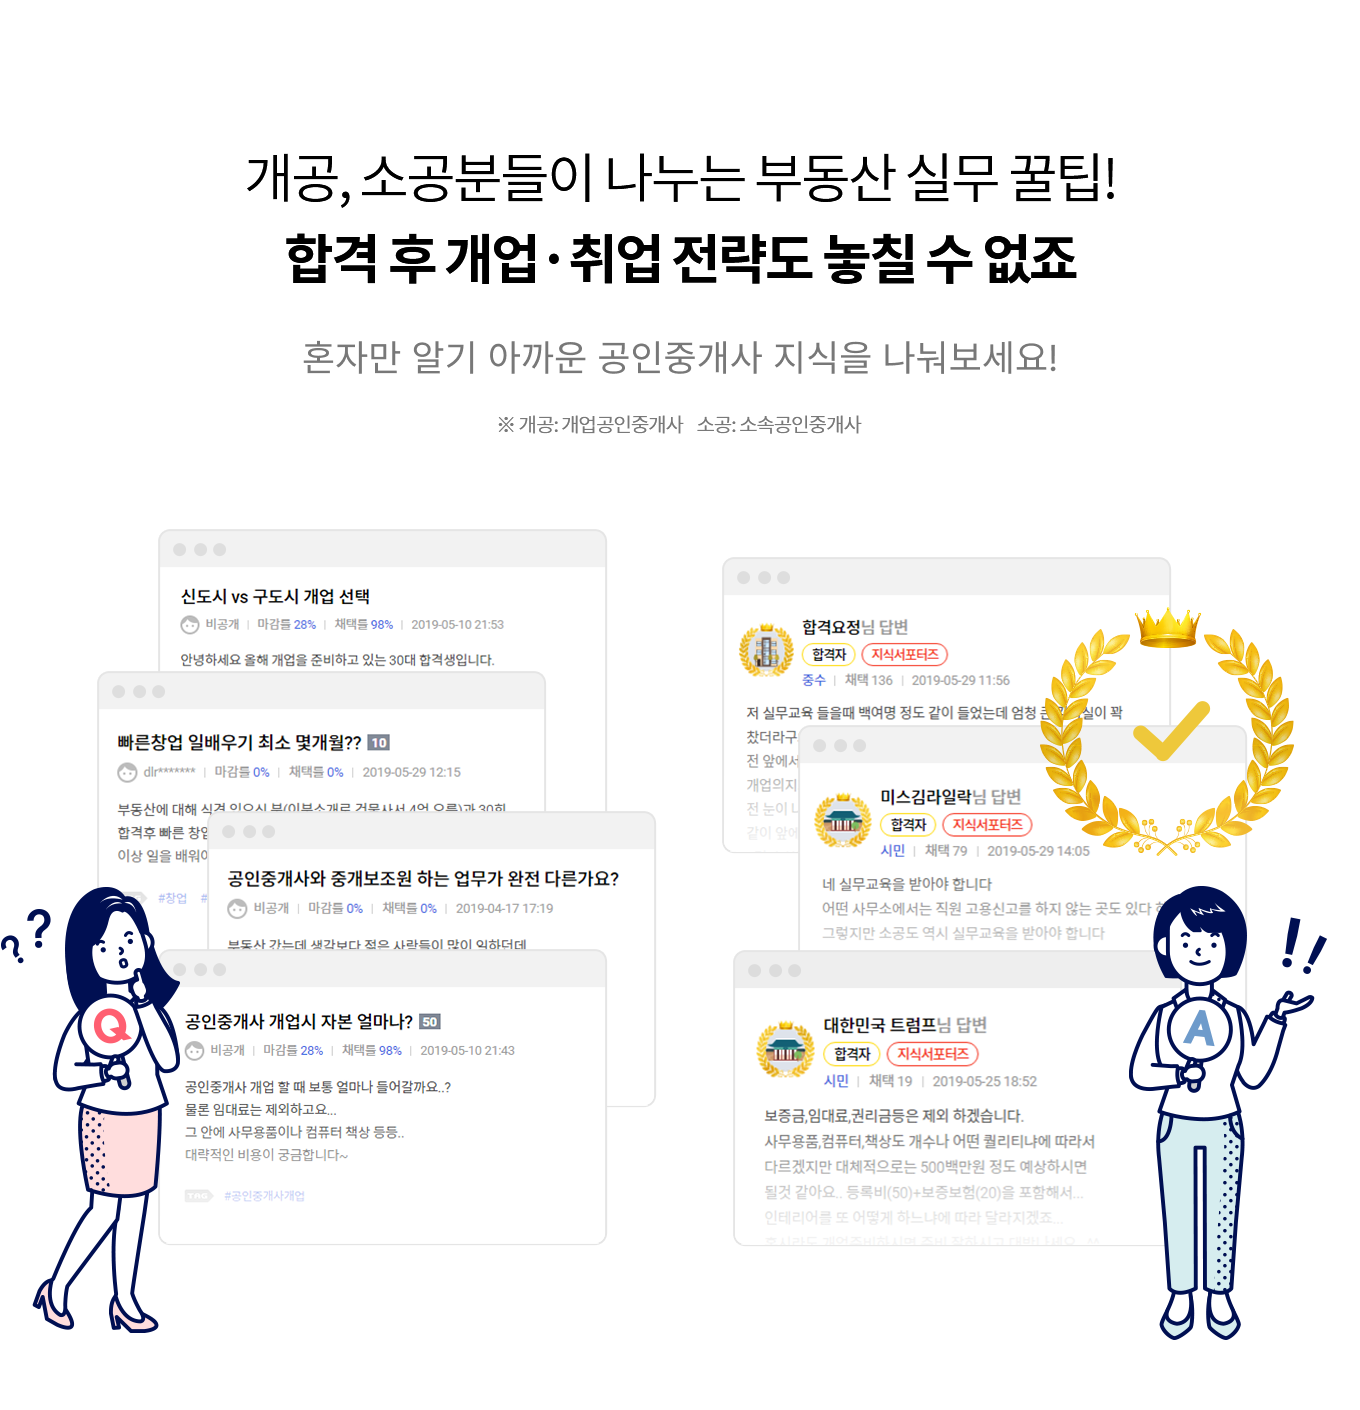 개공, 소공분들이 나누는 부동산 실무 꿀팁!
합격 후 개업·취업 전략도 놓칠 수 없죠
혼자만 알기 아까운 공인중개사 지식을 나눠보세요!
※ 개공: 개업공인중개사 소공: 소속공인중개사
신도시 vs 구도시 개업 선택
비공개 | 마감률 28% | 채택률 98% | 2019-05-10 21:53
안녕하세요 올해 개업을 준비하고 있는 30대 합격생입니다.
빠른창업 일배우기 최소 몇개월?? 10
dlr******* | 마감률 0% | 채택률 0% | 2019-05-29 12:15
부동산에 대해 식견 있으신 분(이분소개로 건물사서 4억 오름)과 30회
합격후 빠른 창업
이상 일을 배워야
#창업 #
공인중개사와 중개보조원 하는 업무가 완전 다른가요?
비공개 | 마감률 0% | 채택률 0% | 2019-04-17 17:19
부동산 갔는데 생각보다 젊은 사람들이 많이 일하던데
공인중개사 개업시 자본 얼마나? 50
비공개 | 마감률 28% | 채택률 98% | 2019-05-10 21:43
공인중개사 개업 할 때 보통 얼마나 들어갈까요..?
물론 임대료는 제외하고요...
그 안에 사무용품이나 컴퓨터 책상 등등..
대략적인 비용이 궁금합니다~
TAG #공인중개사개업
??
Q
합격요정님 답변
합격자 지식서포터즈
중수 | 채택 136 | 2019-05-29 11:56
저 실무교육 들을때 백여명 정도 같이 들었는데 엄청 큰 강의실이 꽉
찼더라구
전 앞에서
개업의지
전 눈이 나
같이 앞에
미스김라일락님 답변
합격자 지식서포터즈
시민 | 채택 79 | 2019-05-29 14:05
네 실무교육을 받아야 합니다
어떤 사무소에서는 직원 고용신고를 하지 않는 곳도 있다
그렇지만 소공도 역시 실무교육을 받아야 합니다
대한민국 트럼프님 답변
합격자 지식서포터즈
시민 | 채택 19 | 2019-05-25 18:52
보증금,임대료,권리금등은 제외 하겠습니다.
사무용품,컴퓨터,책상도 개수나 어떤 퀄리티냐에 따라서
다르겠지만 대체적으로는 500백만원 정도 예상하시면
될것 같아요.. 등록비(50)+보증보험(20)을 포함해서...
인테리어를 또 어떻게 하느냐에 따라 달라지겠죠...
!!
A